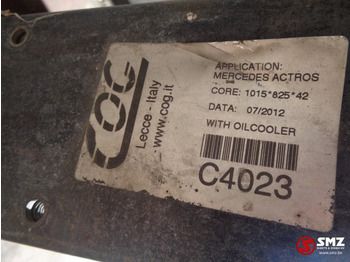 COG
Lecce - Italy
www.cog.it
APPLICATION:
MERCEDES ACTROS
CORE: 1015*825*42
DATA: 07/2012
WITH OILCOOLER
C4023
SMZ